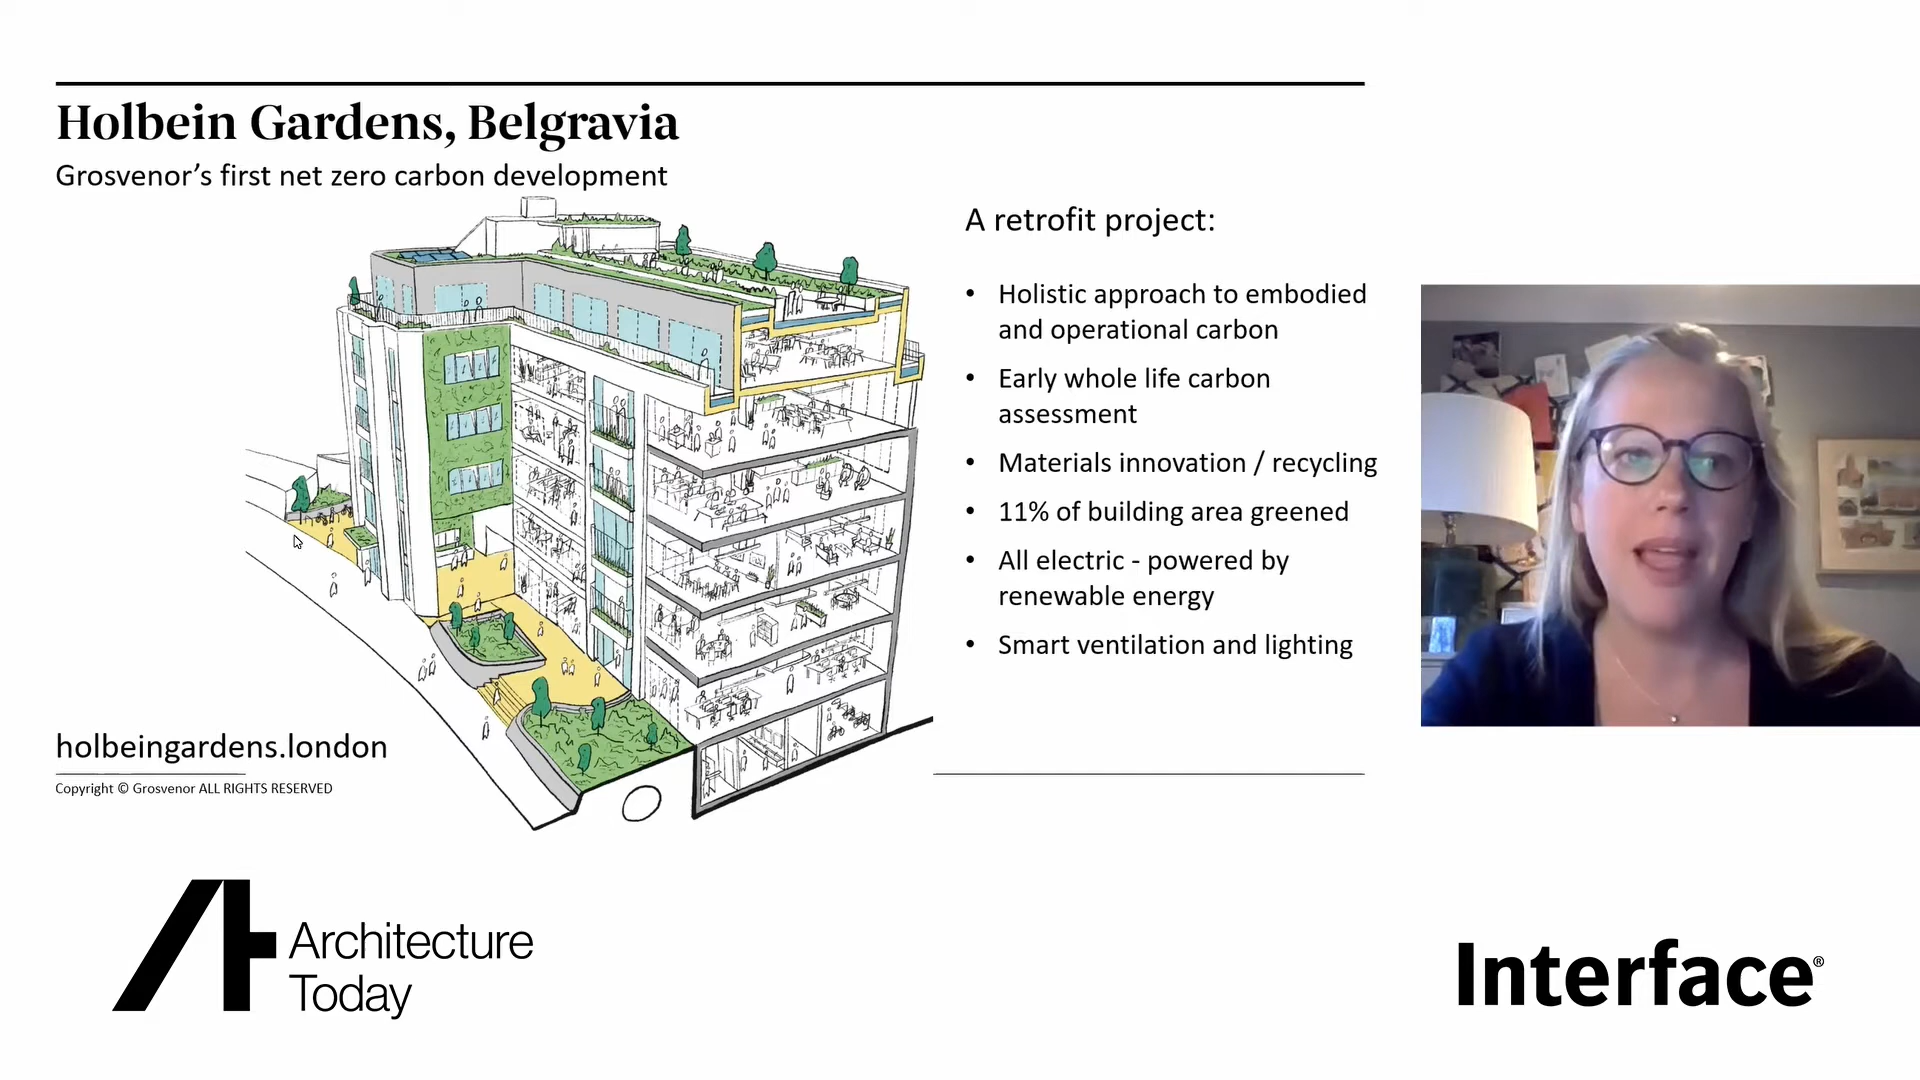 Holbein Gardens, Belgravia
Grosvenor’s first net zero carbon development
A retrofit project:
• Holistic approach to embodied
and operational carbon
• Early whole life carbon
assessment
• Materials innovation / recycling
• 11% of building area greened
• All electric - powered by
renewable energy
• Smart ventilation and lighting
holbeingardens.london
Copyright © Grosvenor ALL RIGHTS RESERVED
Architecture
Today
Interface®